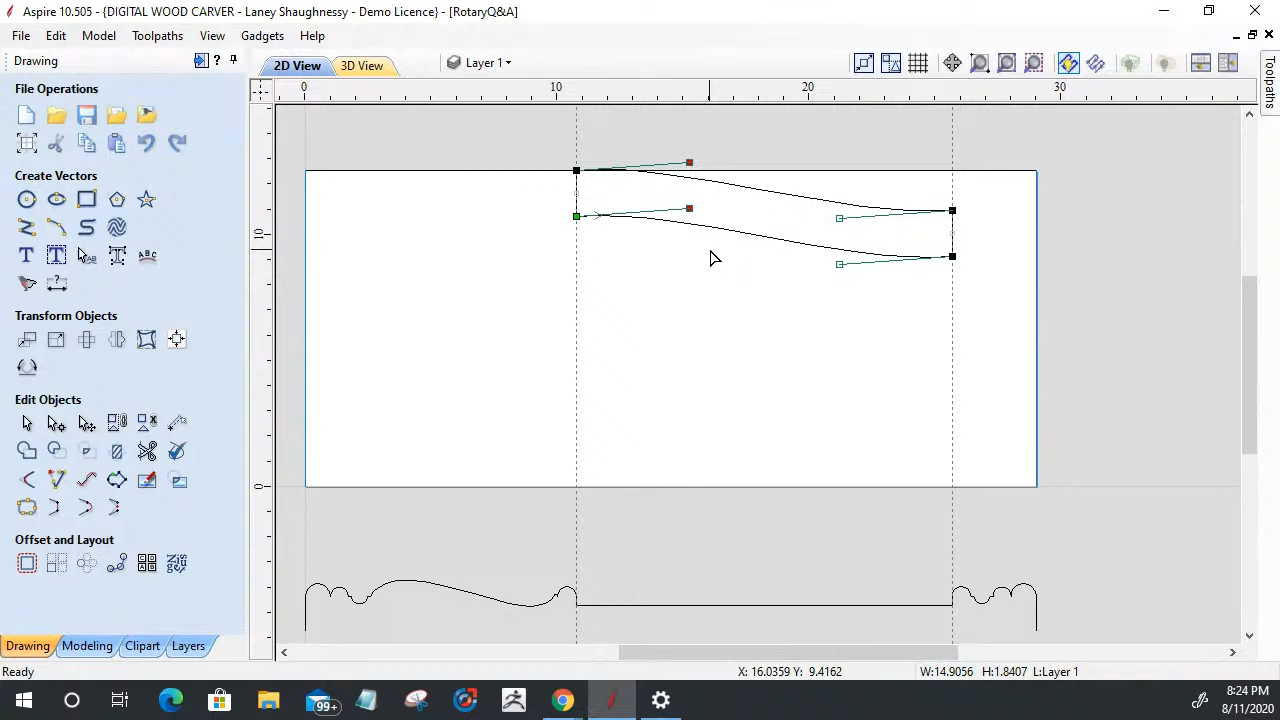 Aspire 10.505 - {DIGITAL WOOD CARVER - Laney Shaughnessy - Demo Licence} - [RotaryQ&A]
File Edit Model Toolpaths View Gadgets Help
Drawing
2D View 3D View Layer 1
File Operations
0 10 20 30
Toolpaths
Create Vectors
10
Transform Objects
Edit Objects
0
Offset and Layout
Drawing Modeling Clipart Layers
Ready X: 16.0359 Y: 9.4162 W:14.9056 H:1.8407 L:Layer 1
99+
8:24 PM
8/11/2020